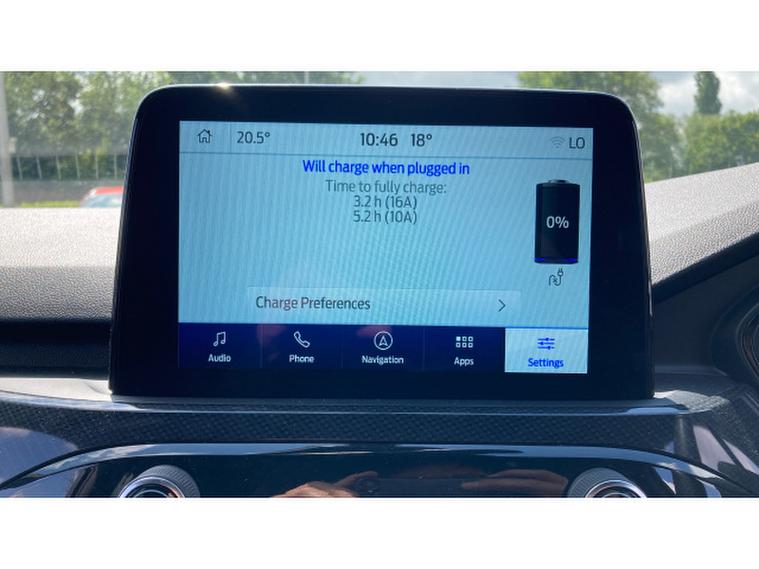 20.5° 10:46 18° LO
Will charge when plugged in
Time to fully charge:
3.2 h (16A)
5.2 h (10A)
0%
Charge Preferences
Audio Phone Navigation Apps Settings